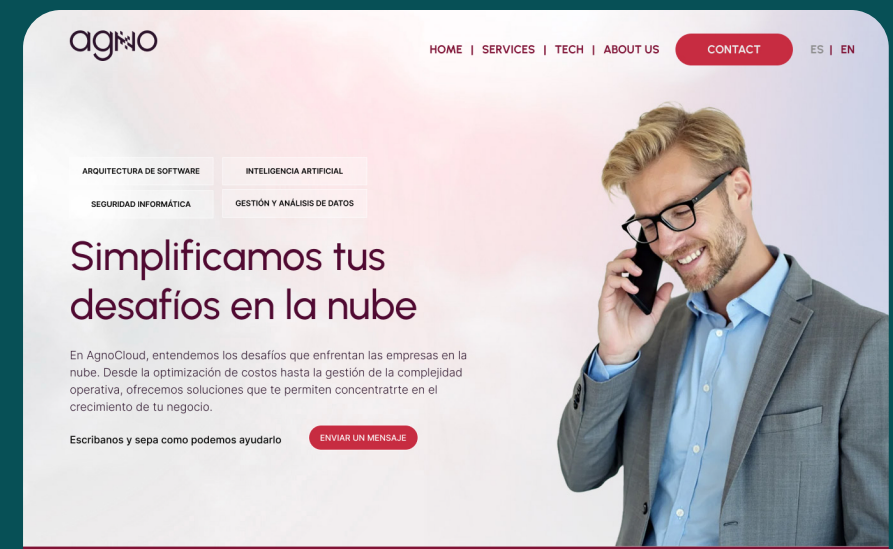 agno
HOME | SERVICES | TECH | ABOUT US CONTACT ES | EN
ARQUITECTURA DE SOFTWARE INTELIGENCIA ARTIFICIAL
SEGURIDAD INFORMÁTICA GESTIÓN Y ANÁLISIS DE DATOS
Simplificamos tus
desafíos en la nube
En AgnoCloud, entendemos los desafíos que enfrentan las empresas en la
nube. Desde la optimización de costos hasta la gestión de la complejidad
operativa, ofrecemos soluciones que te permiten concentratrte en el
crecimiento de tu negocio.
Escribanos y sepa como podemos ayudarlo ENVIAR UN MENSAJE